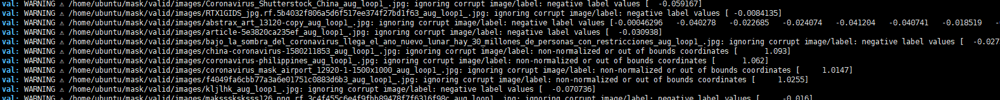 val: WARNING ⚠ /home/ubuntu/mask/valid/images/Coronavirus_Shutterstock_China_aug_loop1_.jpg: ignoring corrupt image/label: negative label values [  -0.059167]
val: WARNING ⚠ /home/ubuntu/mask/valid/images/RTX1GIDS_jpg.rf.5b4032f806a5d6f517ee374f27bd1f63_aug_loop1_.jpg: ignoring corrupt image/label: negative label values [ -0.0084135]
val: WARNING ⚠ /home/ubuntu/mask/valid/images/abstrax_art_13120-copy_aug_loop1_.jpg: ignoring corrupt image/label: negative label values [-0.00046296   -0.040278   -0.022685   -0.024074   -0.041204   -0.040741   -0.018519   -
val: WARNING ⚠ /home/ubuntu/mask/valid/images/article-5e3820ca235ef_aug_loop1_.jpg: ignoring corrupt image/label: negative label values [  -0.030938]
val: WARNING ⚠ /home/ubuntu/mask/valid/images/bajo_la_sombra_del_coronavirus_llega_el_ano_nuevo_lunar_hay_30_millones_de_personas_con_restricciones_aug_loop1_.jpg: ignoring corrupt image/label: negative label values [  -0.027
val: WARNING ⚠ /home/ubuntu/mask/valid/images/china-coronavirus-1580211853_aug_loop1_.jpg: ignoring corrupt image/label: non-normalized or out of bounds coordinates [      1.093]
val: WARNING ⚠ /home/ubuntu/mask/valid/images/coronavirus-philippines_aug_loop1_.jpg: ignoring corrupt image/label: non-normalized or out of bounds coordinates [      1.062]
val: WARNING ⚠ /home/ubuntu/mask/valid/images/coronavirus_mask_airport_12920-1-1500x1000_aug_loop1_.jpg: ignoring corrupt image/label: non-normalized or out of bounds coordinates [     1.0147]
val: WARNING ⚠ /home/ubuntu/mask/valid/images/f4049fa6cbb77a3a6e01751c0883d6b3_aug_loop1_.jpg: ignoring corrupt image/label: non-normalized or out of bounds coordinates [     1.0255]
val: WARNING ⚠ /home/ubuntu/mask/valid/images/kljlhk_aug_loop1_.jpg: ignoring corrupt image/label: negative label values [  -0.070736]
val: WARNING ⚠ /home/ubuntu/mask/valid/images/maksssksksss126_png.rf.3c4f455c6e4f9fbb89478f7f6316f98c_aug_loop1_.jpg: ignoring corrupt image/label: negative label values [     -0.016]